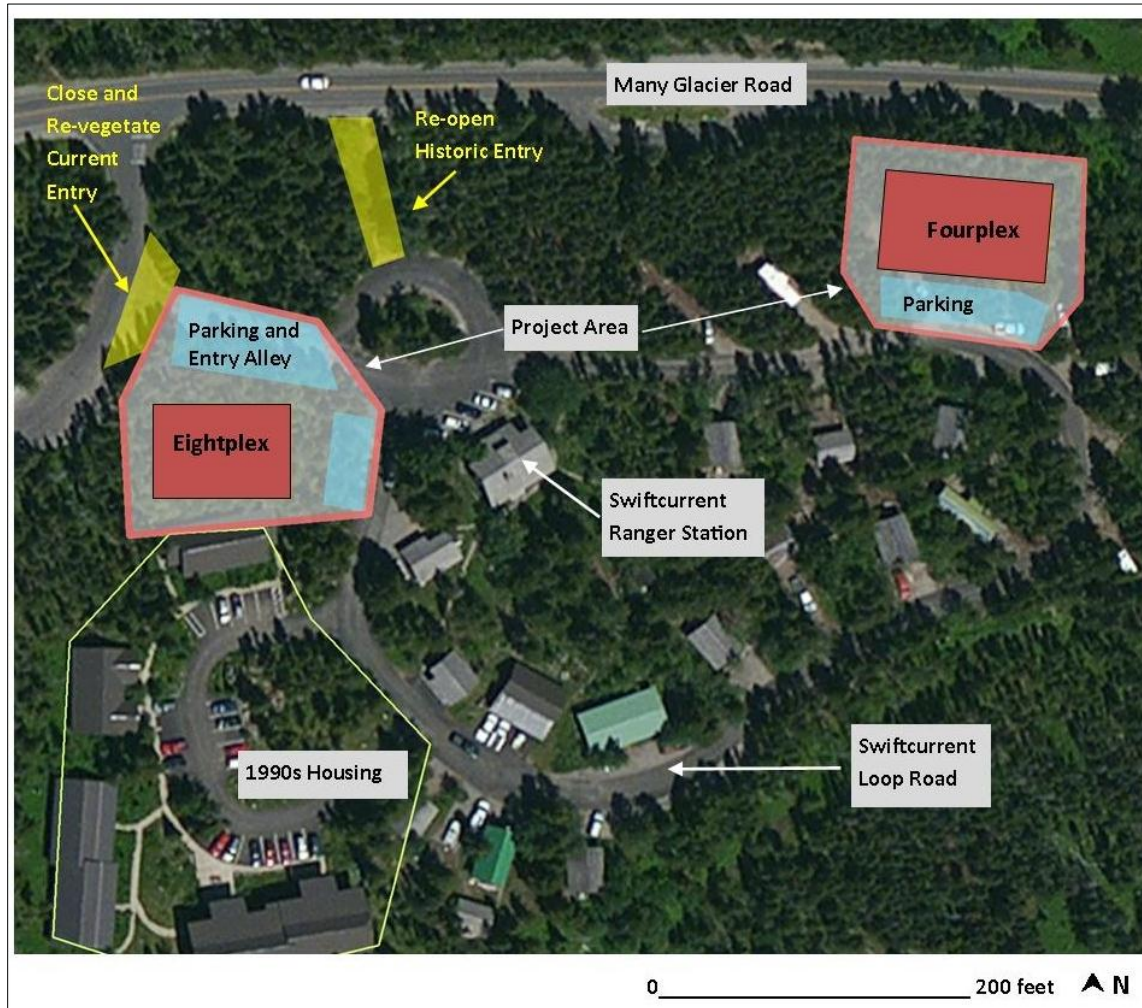 Many Glacier Road
Close and
Re-vegetate
Current
Entry
Re-open
Historic Entry
Fourplex
Parking
Project Area
Parking and
Entry Alley
Eightplex
Swiftcurrent
Ranger Station
1990s Housing
Swiftcurrent
Loop Road
0 200 feet N